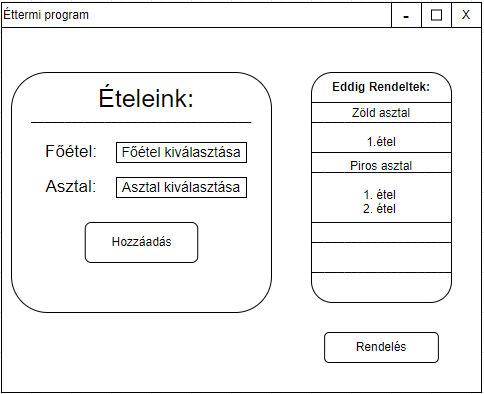 Éttermi program
- X
Ételeink:
Főétel: Főétel kiválasztása
Asztal: Asztal kiválasztása
Hozzáadás
Eddig Rendeltek:
Zöld asztal
1.étel
Piros asztal
1. étel
2. étel
Rendelés